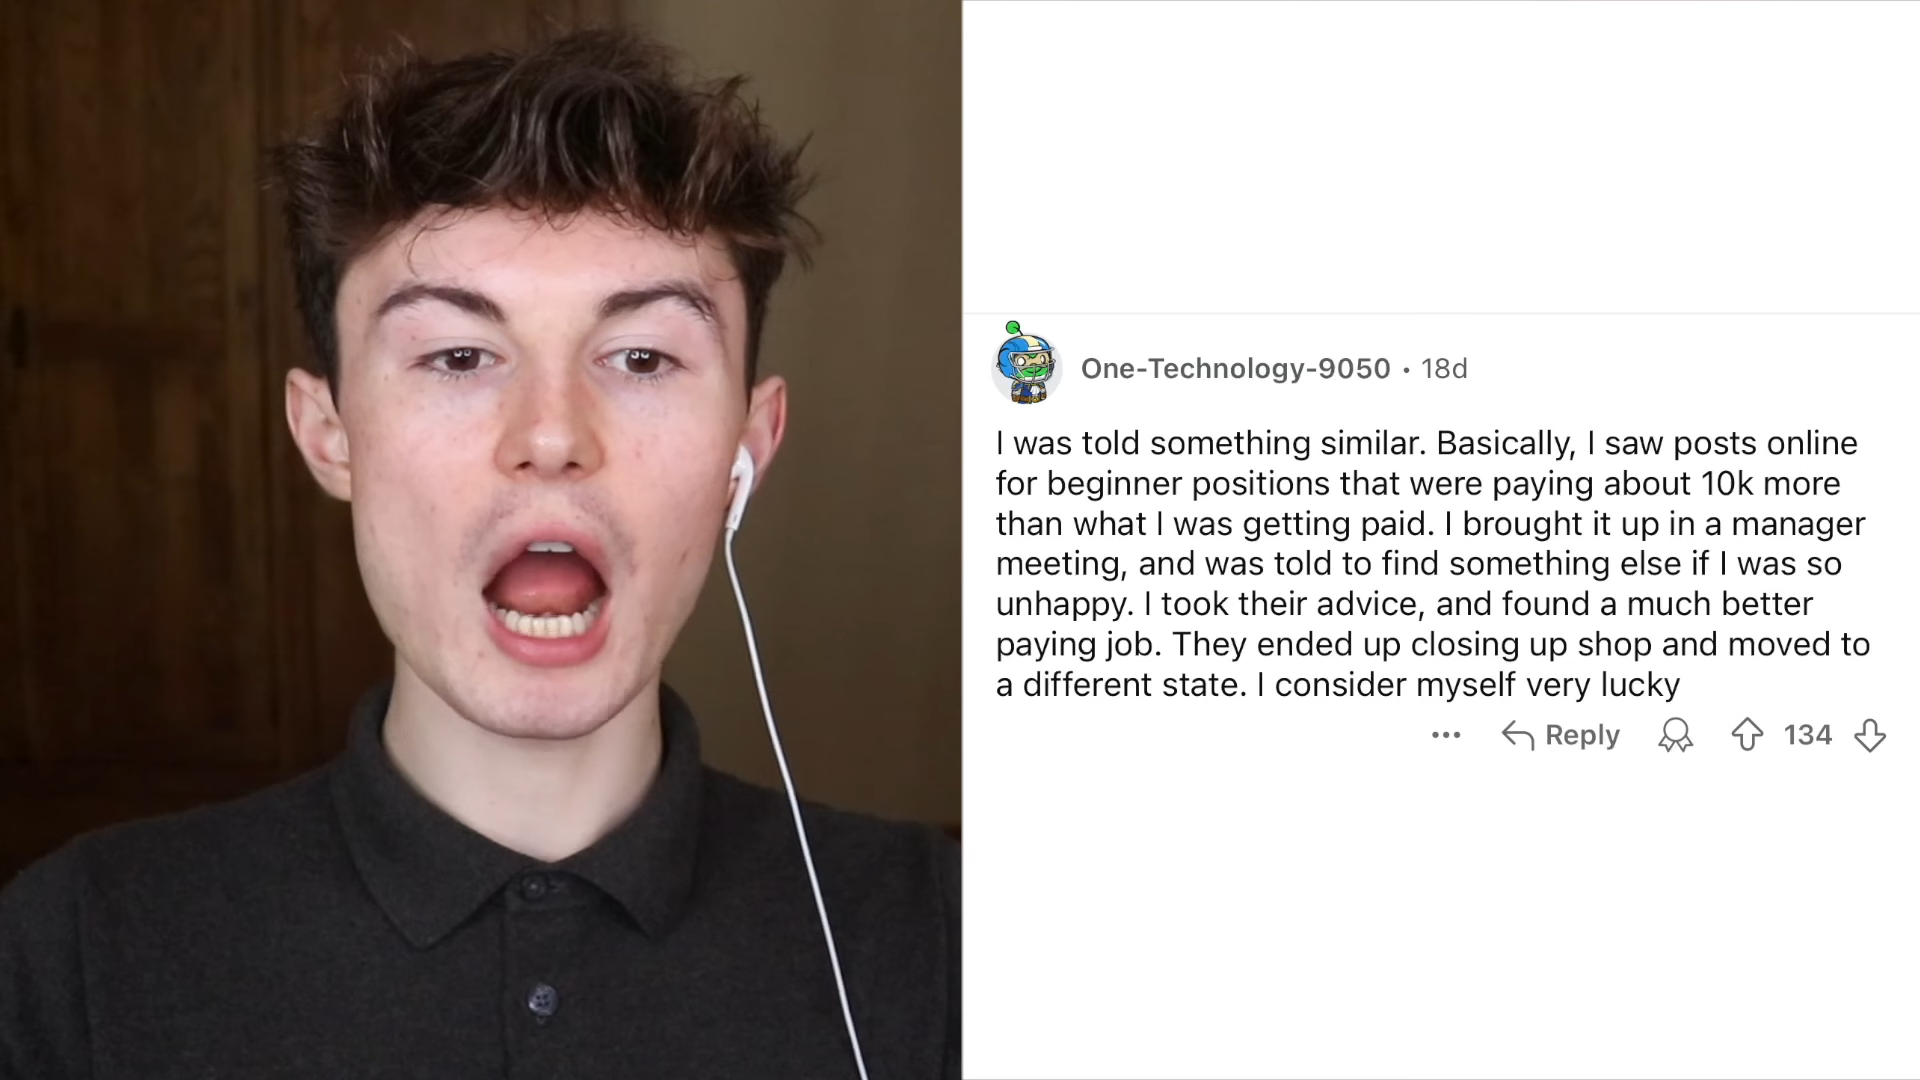 One-Technology-9050 • 18d
I was told something similar. Basically, I saw posts online
for beginner positions that were paying about 10k more
than what I was getting paid. I brought it up in a manager
meeting, and was told to find something else if I was so
unhappy. I took their advice, and found a much better
paying job. They ended up closing up shop and moved to
a different state. I consider myself very lucky
... Reply 134